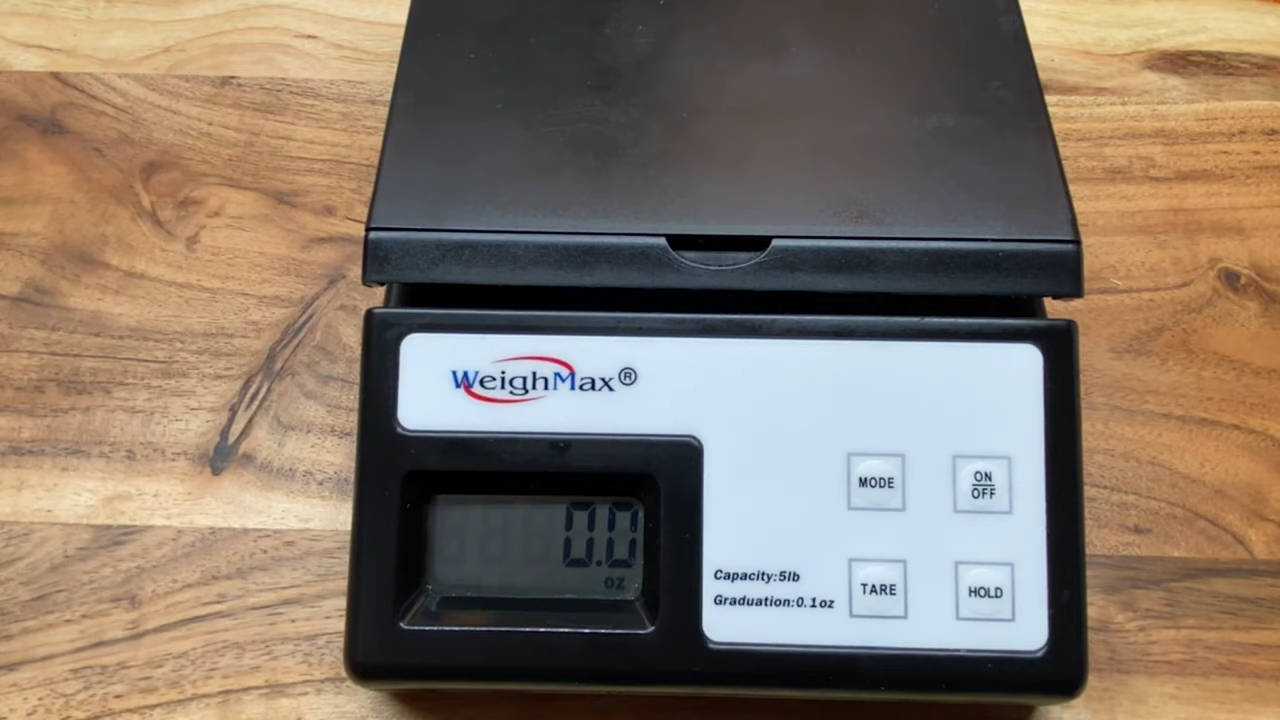 WeighMax®
0.0
oz
MODE
ON
OFF
Capacity:5lb
Graduation:0.1oz
TARE
HOLD